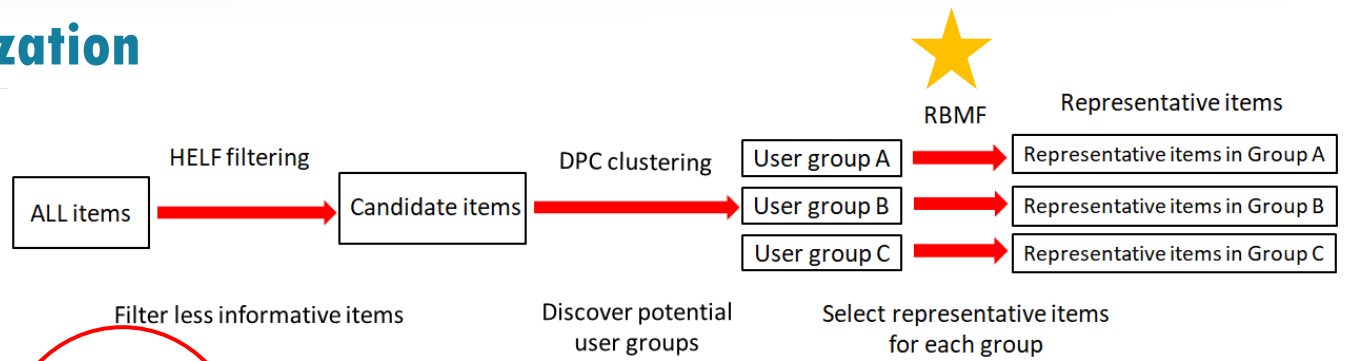 zation
RBMF
Representative items
HELF filtering
DPC clustering
ALL items
Candidate items
User group A
Representative items in Group A
User group B
Representative items in Group B
User group C
Representative items in Group C
Filter less informative items
Discover potential
user groups
Select representative items
for each group